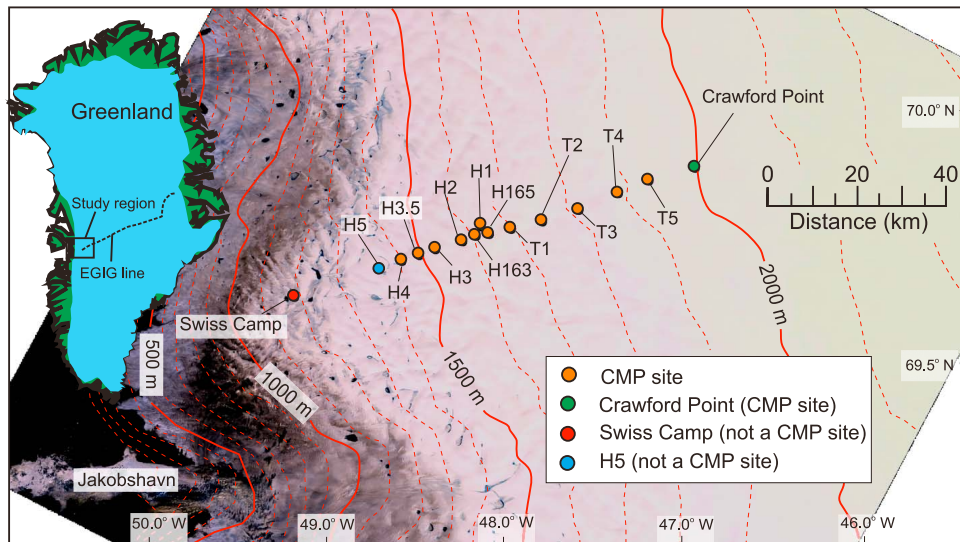 Greenland
Study region
EGIG line
Crawford Point
70.0° N
T4
T2
H1
H165
H2
H3.5
H5
0 10 20 30 40
Distance (km)
T5
T3
T1
H163
H3
H4
Swiss Camp
2000 m
1500 m
1000 m
500 m
69.5° N
CMP site
Crawford Point (CMP site)
Swiss Camp (not a CMP site)
H5 (not a CMP site)
Jakobshavn
50.0° W
49.0° W
48.0° W
47.0° W
46.0° W